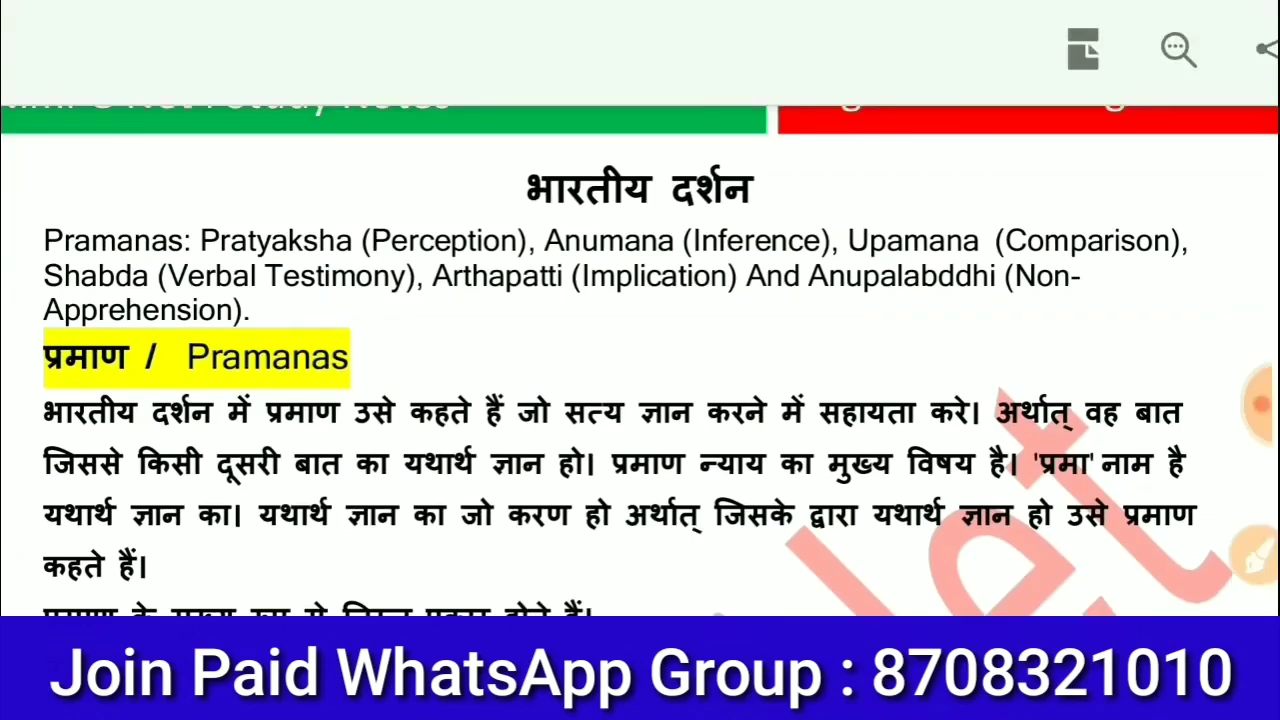 भारतीय दर्शन
Pramanas: Pratyaksha (Perception), Anumana (Inference), Upamana (Comparison),
Shabda (Verbal Testimony), Arthapatti (Implication) And Anupalabddhi (Non-
Apprehension).
प्रमाण / Pramanas
भारतीय दर्शन में प्रमाण उसे कहते हैं जो सत्य ज्ञान करने में सहायता करे। अर्थात् वह बात
जिससे किसी दूसरी बात का यथार्थ ज्ञान हो। प्रमाण न्याय का मुख्य विषय है। 'प्रमा' नाम है
यथार्थ ज्ञान का। यथार्थ ज्ञान का जो करण हो अर्थात् जिसके द्वारा यथार्थ ज्ञान हो उसे प्रमाण
कहते हैं।
Join Paid WhatsApp Group : 8708321010